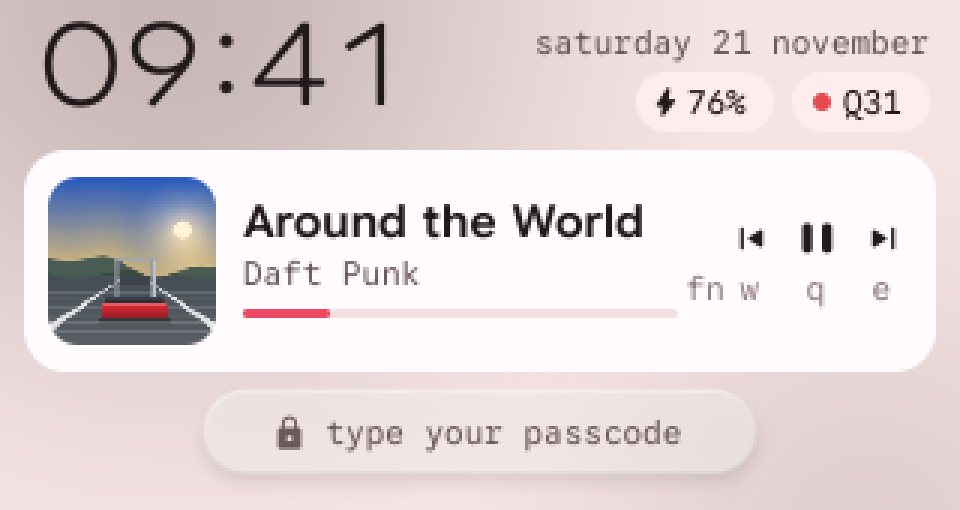 09:41
saturday 21 november
76%
Q31
Around the World
Daft Punk
fn w q e
type your passcode